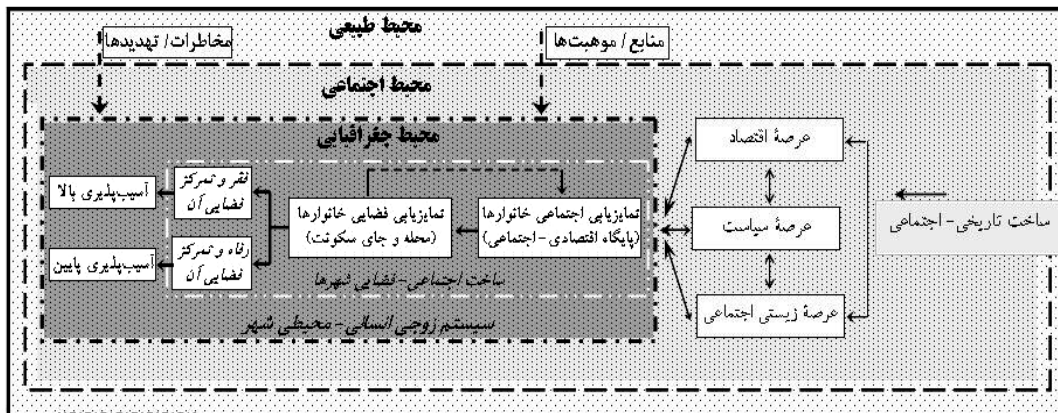 محیط طبیعی
منابع / موهبت‌ها
مخاطرات / تهدیدها
محیط اجتماعی
محیط جغرافیایی
عرصهٔ اقتصاد
عرصهٔ سیاست
عرصهٔ زیستی اجتماعی
ساخت تاریخی - اجتماعی
تمایزیابی اجتماعی خانوارها
(پایگاه اقتصادی - اجتماعی)
تمایزیابی فضایی خانوارها
(محله و جای سکونت)
فقر و تمرکز
فضایی آن
آسیب‌پذیری بالا
رفاه و تمرکز
فضایی آن
آسیب‌پذیری پایین
ساخت اجتماعی - فضایی شهرها
سیستم زوجی انسانی - محیطی شهر